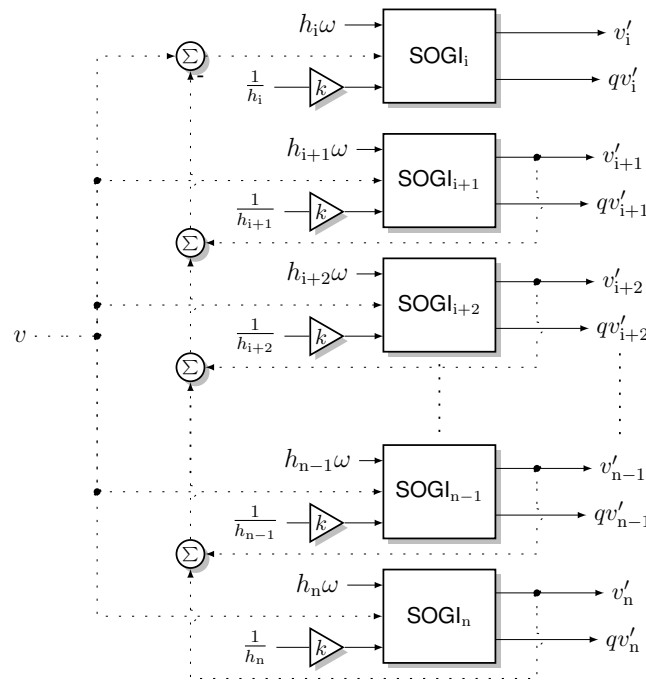 h_i ω
SOGI_i
v′_i
Σ
-
1/h_i
k
qv′_i
h_{i+1} ω
SOGI_{i+1}
v′_{i+1}
1/h_{i+1}
k
qv′_{i+1}
Σ
h_{i+2} ω
SOGI_{i+2}
v′_{i+2}
v
1/h_{i+2}
k
qv′_{i+2}
Σ
h_{n−1} ω
SOGI_{n−1}
v′_{n−1}
1/h_{n−1}
k
qv′_{n−1}
Σ
h_n ω
SOGI_n
v′_n
1/h_n
k
qv′_n